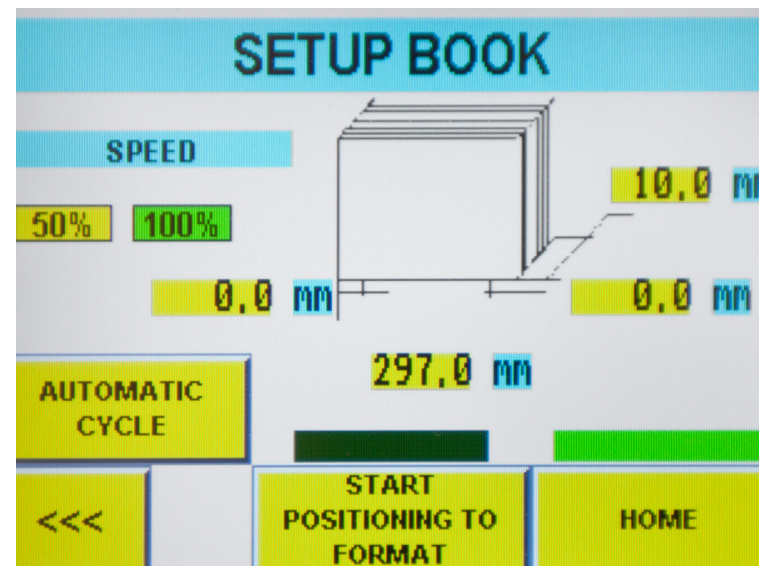 SETUP BOOK
SPEED
10,0 mm
50% 100%
0,0 mm
0,0 mm
297,0 mm
AUTOMATIC
CYCLE
<<<
START
POSITIONING TO
FORMAT
HOME